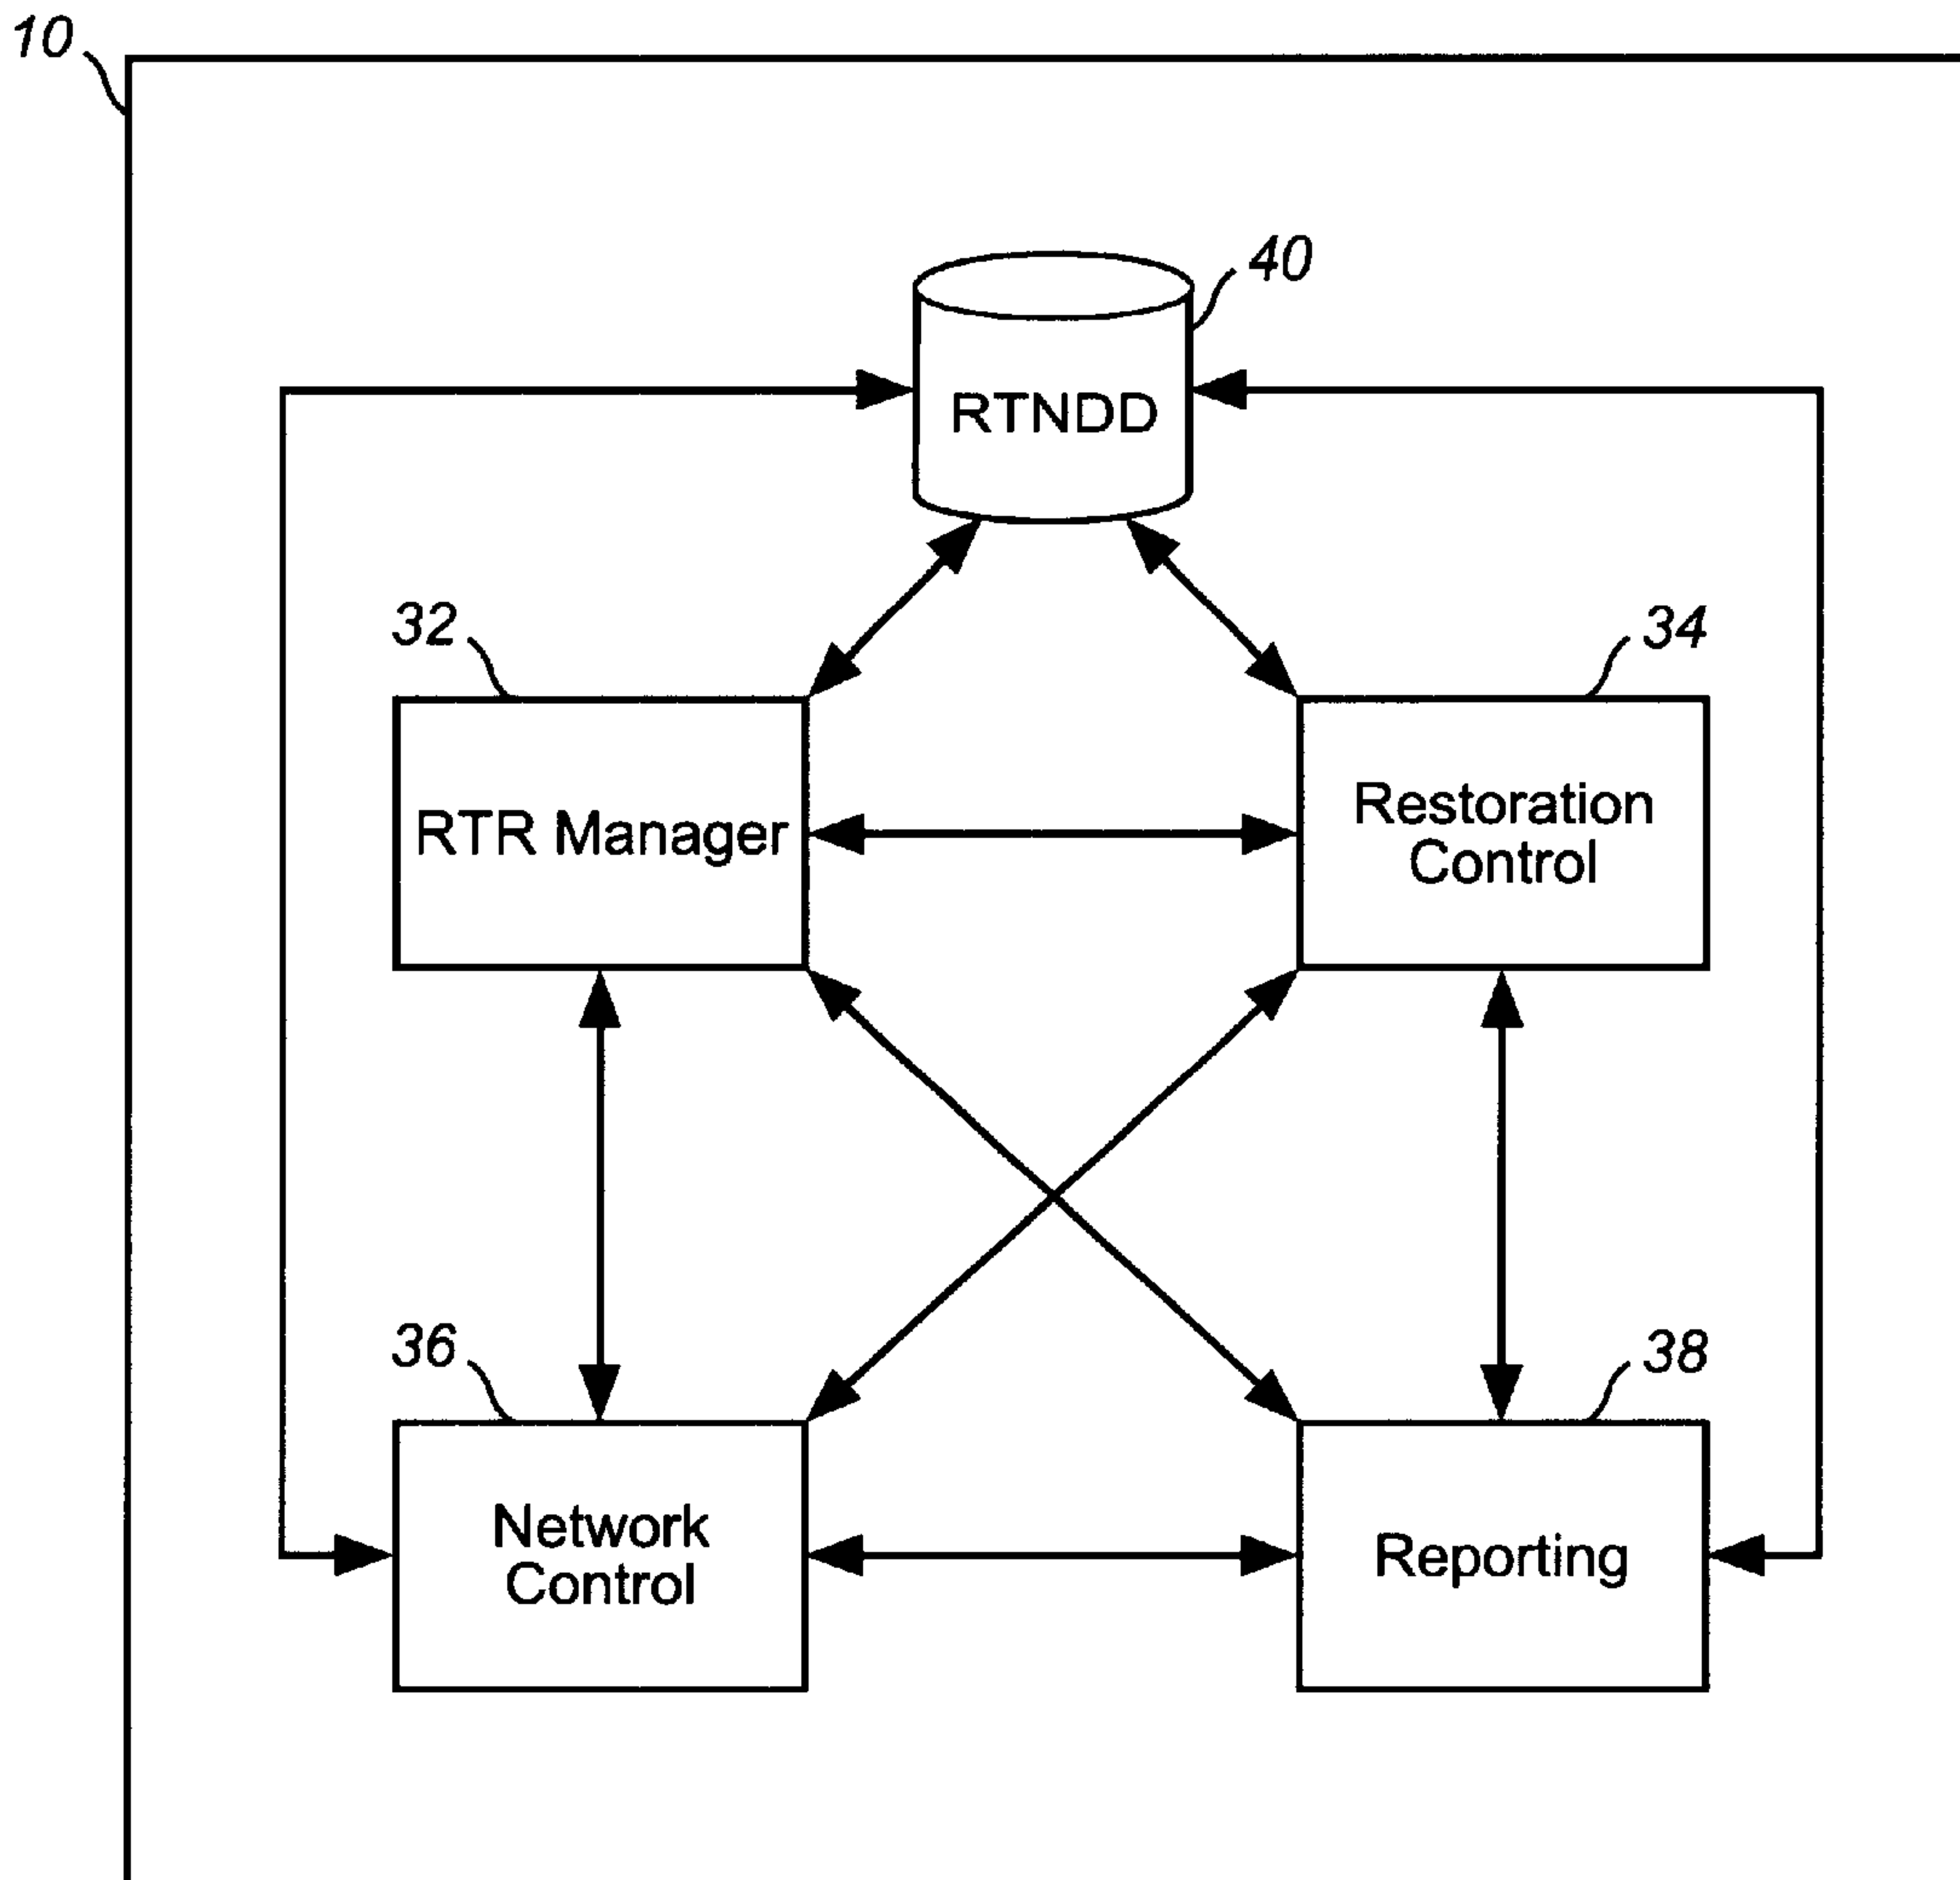 10
40
RTNDD
32
34
RTR Manager
Restoration
Control
36
38
Network
Control
Reporting